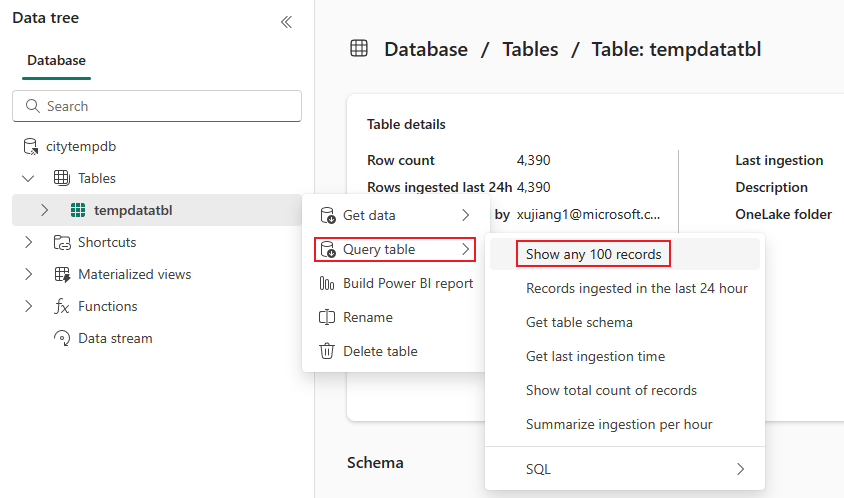 Data tree
Database
Search
citytempdb
Tables
tempdatatbl
Shortcuts
Materialized views
Functions
Data stream
Database / Tables / Table: tempdatatbl
Table details
Row count 4,390
Rows ingested last 24h 4,390
by xujiang1@microsoft.c...
Last ingestion
Description
OneLake folder
Get data
Query table
Build Power BI report
Rename
Delete table
Show any 100 records
Records ingested in the last 24 hour
Get table schema
Get last ingestion time
Show total count of records
Summarize ingestion per hour
SQL
Schema